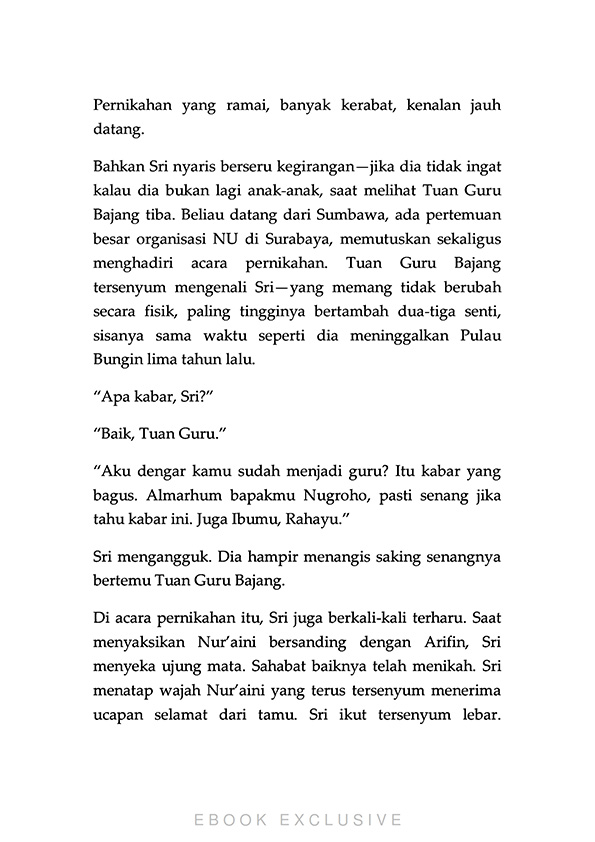 Pernikahan yang ramai, banyak kerabat, kenalan jauh
datang.
Bahkan Sri nyaris berseru kegirangan—jika dia tidak ingat
kalau dia bukan lagi anak-anak, saat melihat Tuan Guru
Bajang tiba. Beliau datang dari Sumbawa, ada pertemuan
besar organisasi NU di Surabaya, memutuskan sekaligus
menghadiri acara pernikahan. Tuan Guru Bajang
tersenyum mengenali Sri—yang memang tidak berubah
secara fisik, paling tingginya bertambah dua-tiga senti,
sisanya sama waktu seperti dia meninggalkan Pulau
Bungin lima tahun lalu.
“Apa kabar, Sri?”
“Baik, Tuan Guru.”
“Aku dengar kamu sudah menjadi guru? Itu kabar yang
bagus. Almarhum bapakmu Nugroho, pasti senang jika
tahu kabar ini. Juga Ibumu, Rahayu.”
Sri mengangguk. Dia hampir menangis saking senangnya
bertemu Tuan Guru Bajang.
Di acara pernikahan itu, Sri juga berkali-kali terharu. Saat
menyaksikan Nur’aini bersanding dengan Arifin, Sri
menyeka ujung mata. Sahabat baiknya telah menikah. Sri
menatap wajah Nur’aini yang terus tersenyum menerima
ucapan selamat dari tamu. Sri ikut tersenyum lebar.
EBOOK EXCLUSIVE